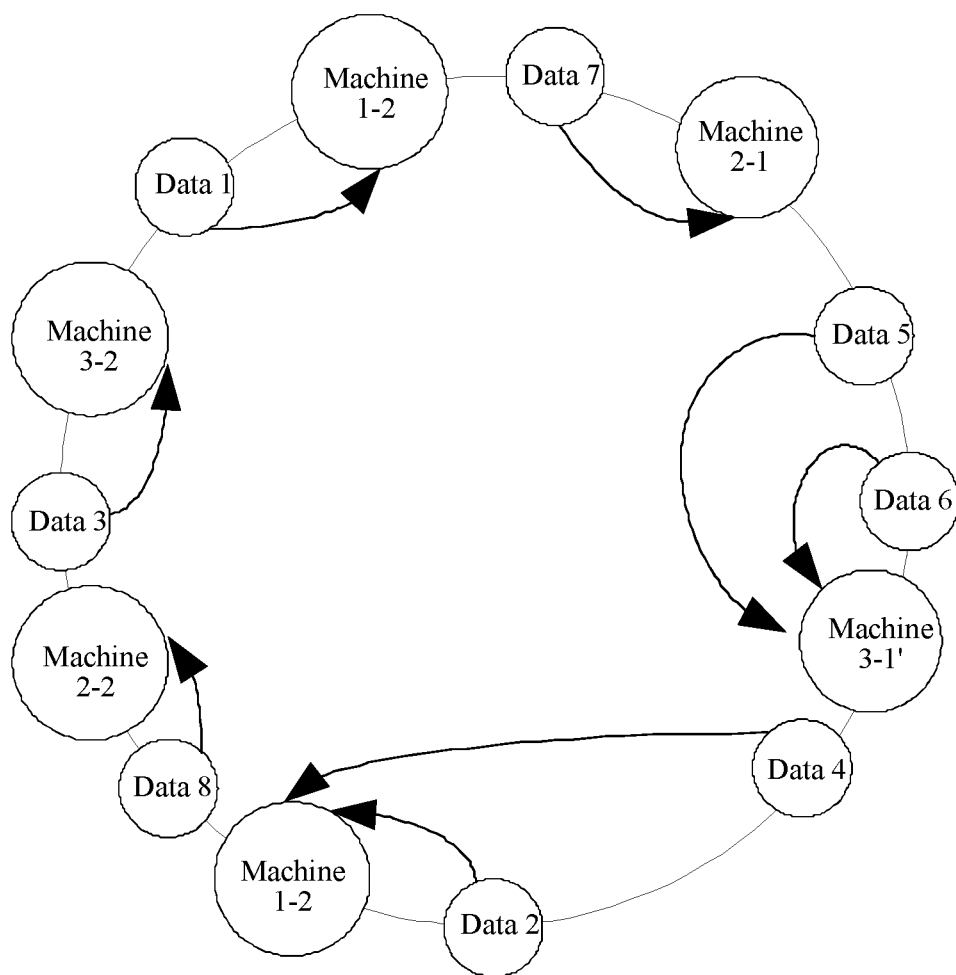 Machine
1-2
Data 7
Machine
2-1
Data 1
Machine
3-2
Data 5
Data 3
Data 6
Machine
2-2
Machine
3-1'
Data 8
Data 4
Machine
1-2
Data 2